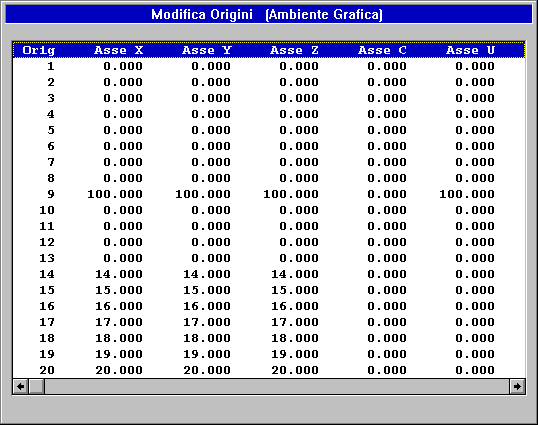 Modifica Origini (Ambiente Grafica)
Orig Asse X Asse Y Asse Z Asse C Asse U
1 0.000 0.000 0.000 0.000 0.000
2 0.000 0.000 0.000 0.000 0.000
3 0.000 0.000 0.000 0.000 0.000
4 0.000 0.000 0.000 0.000 0.000
5 0.000 0.000 0.000 0.000 0.000
6 0.000 0.000 0.000 0.000 0.000
7 0.000 0.000 0.000 0.000 0.000
8 0.000 0.000 0.000 0.000 0.000
9 100.000 100.000 100.000 0.000 100.000
10 0.000 0.000 0.000 0.000 0.000
11 0.000 0.000 0.000 0.000 0.000
12 0.000 0.000 0.000 0.000 0.000
13 0.000 0.000 0.000 0.000 0.000
14 14.000 14.000 14.000 0.000 0.000
15 15.000 15.000 15.000 0.000 0.000
16 16.000 16.000 16.000 0.000 0.000
17 17.000 17.000 17.000 0.000 0.000
18 18.000 18.000 18.000 0.000 0.000
19 19.000 19.000 19.000 0.000 0.000
20 20.000 20.000 20.000 0.000 0.000